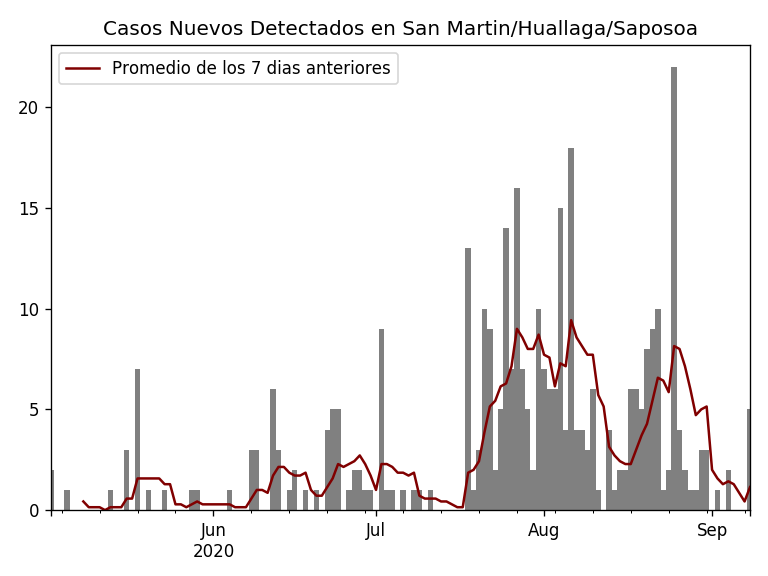 Casos Nuevos Detectados en San Martin/Huallaga/Saposoa
Promedio de los 7 dias anteriores
20
15
10
5
0
Jun
2020
Jul
Aug
Sep